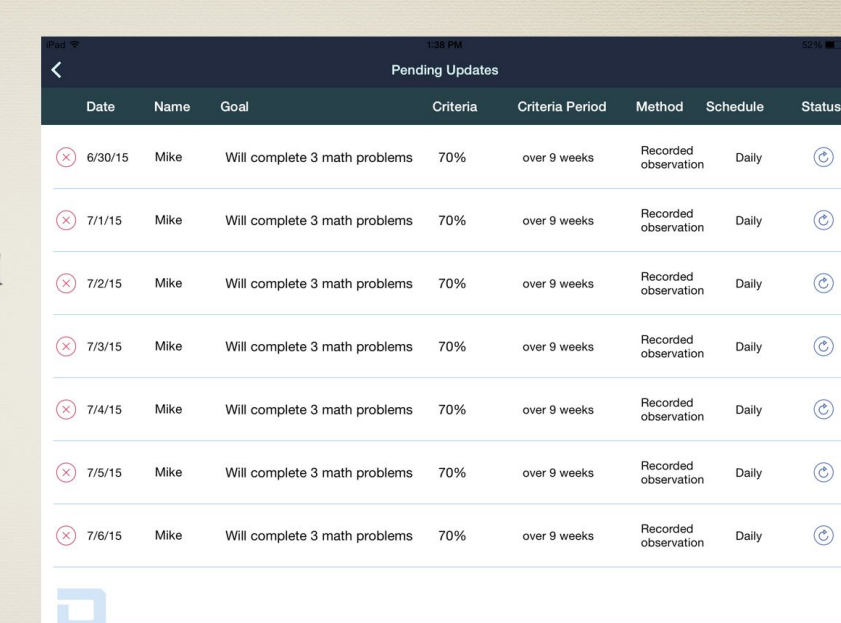 iPad 1:38 PM 52%
Pending Updates
Date Name Goal Criteria Criteria Period Method Schedule Status
6/30/15 Mike Will complete 3 math problems 70% over 9 weeks Recorded observation Daily
7/1/15 Mike Will complete 3 math problems 70% over 9 weeks Recorded observation Daily
7/2/15 Mike Will complete 3 math problems 70% over 9 weeks Recorded observation Daily
7/3/15 Mike Will complete 3 math problems 70% over 9 weeks Recorded observation Daily
7/4/15 Mike Will complete 3 math problems 70% over 9 weeks Recorded observation Daily
7/5/15 Mike Will complete 3 math problems 70% over 9 weeks Recorded observation Daily
7/6/15 Mike Will complete 3 math problems 70% over 9 weeks Recorded observation Daily